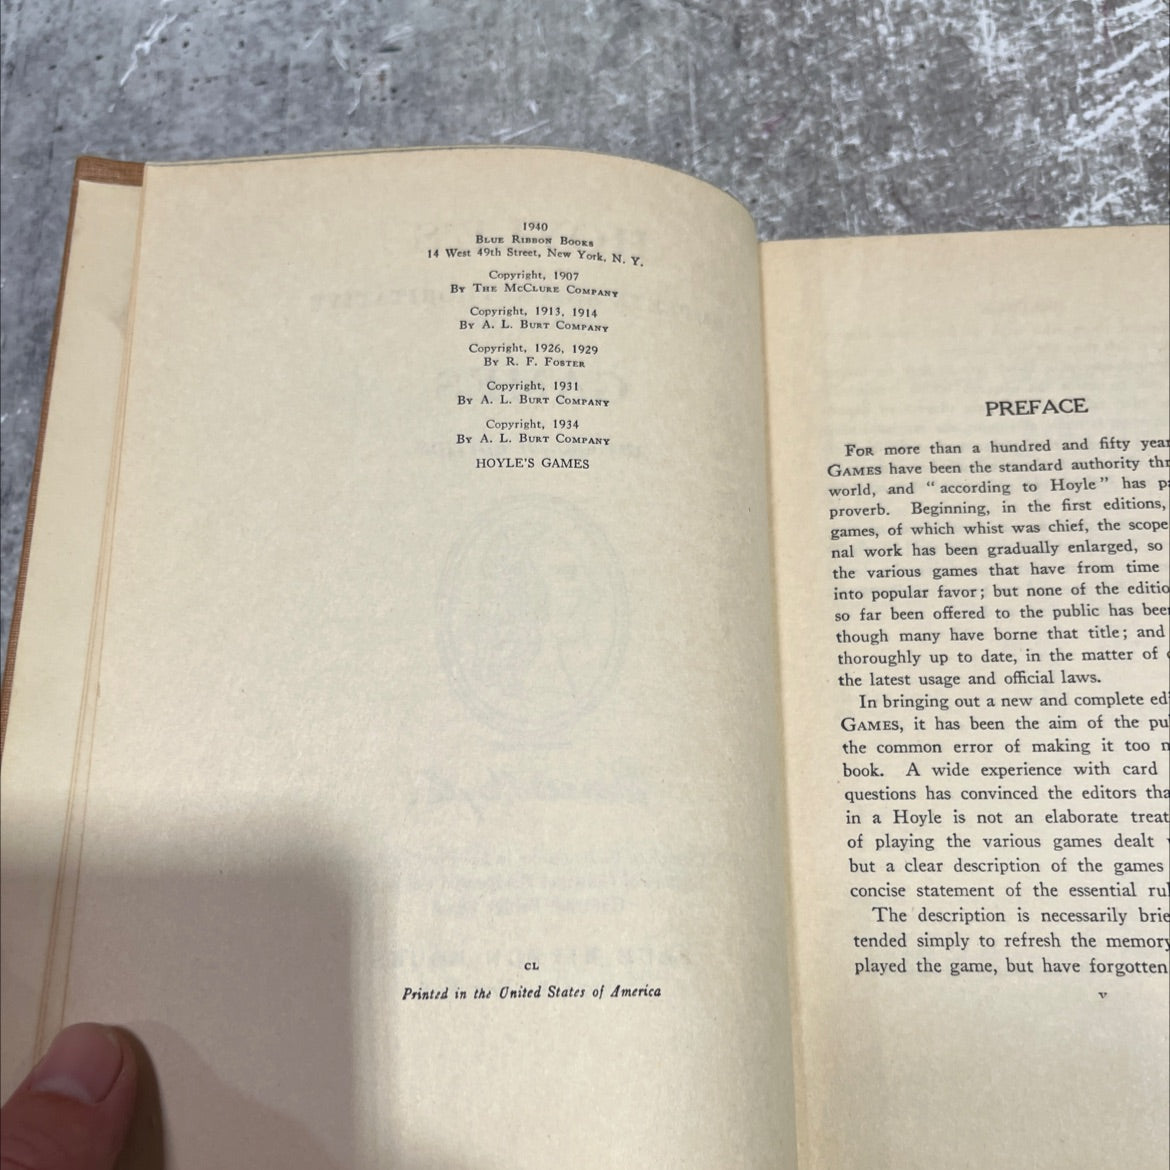 1940
Blue Ribbon Books
14 West 49th Street, New York, N. Y.
Copyright, 1907
By The McClure Company
Copyright, 1913, 1914
By A. L. Burt Company
Copyright, 1926, 1929
By R. F. Foster
Copyright, 1931
By A. L. Burt Company
Copyright, 1934
By A. L. Burt Company
HOYLE'S GAMES
CL
Printed in the United States of America
PREFACE
For more than a hundred and fifty
Games have been the standard authority
world, and “according to Hoyle” has
proverb. Beginning, in the first editions,
games, of which whist was chief, the scope
nal work has been gradually enlarged, so
the various games that have from time
into popular favor; but none of the
so far been offered to the public has
though many have borne that title; and
thoroughly up to date, in the matter of
the latest usage and official laws.
In bringing out a new and complete
Games, it has been the aim of the
the common error of making it too
book. A wide experience with card
questions has convinced the editors
in a Hoyle is not an elaborate
of playing the various games dealt
but a clear description of the games
concise statement of the essential
The description is necessarily
tended simply to refresh the memory
played the game, but have forgotten
v